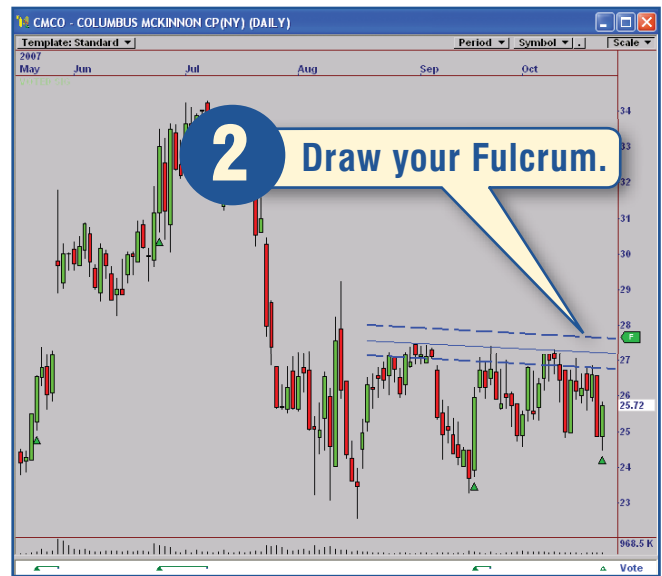 CMCO - COLUMBUS MCKINNON CP(NY) (DAILY)
Template: Standard Period Symbol . Scale
2007
May Jun Jul Aug Sep Oct
34
2 Draw your Fulcrum.
33
32
31
30
29
28
F
27
26
25.72
25
24
23
968.5 K
Vote